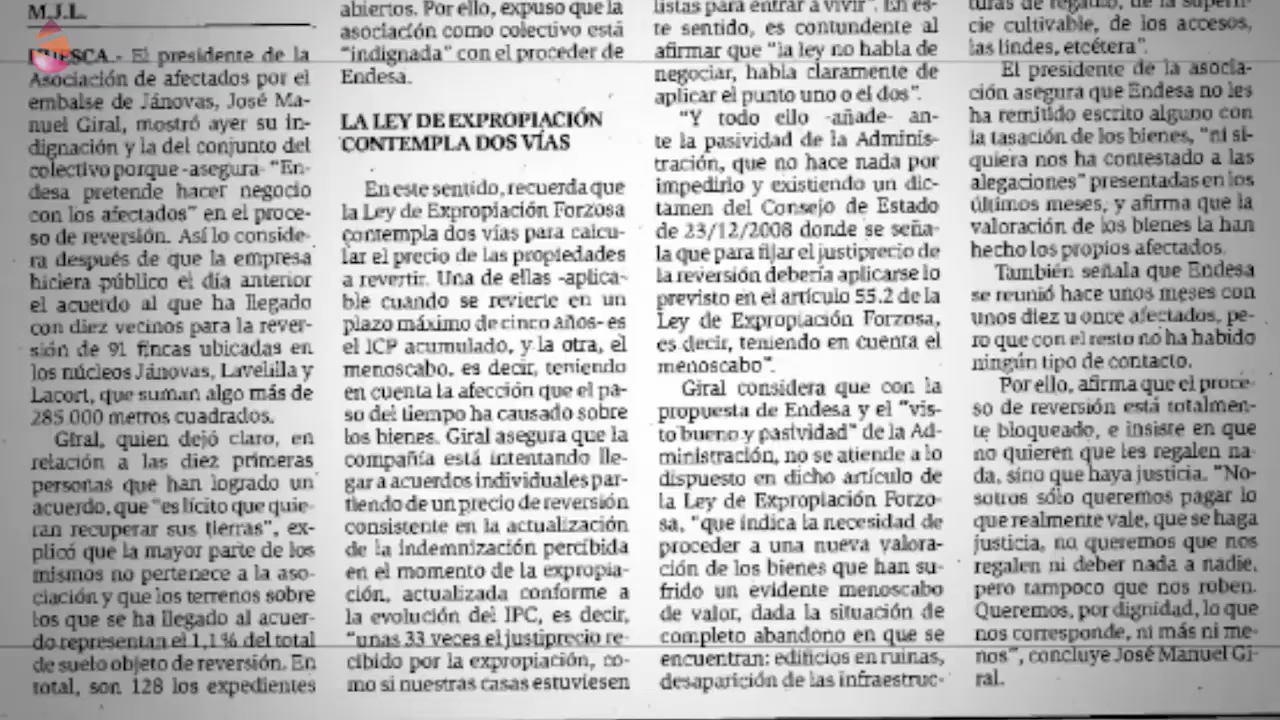 M.J.L.
HUESCA.- El presidente de la
Asociación de afectados por el
embalse de Jánovas, José Ma-
nuel Giral, mostró ayer su in-
dignación y la del conjunto del
colectivo porque -asegura- "En-
desa pretende hacer negocio
con los afectados" en el proce-
so de reversión. Así lo conside-
ra después de que la empresa
hiciera público el día anterior
el acuerdo al que ha llegado
con diez vecinos para la rever-
sión de 91 fincas ubicadas en
los núcleos Jánovas, Lavelilla y
Lacort, que suman algo más de
285.000 metros cuadrados.
Giral, quien dejó claro, en
relación a las diez primeras
personas que han logrado un
acuerdo, que "es lícito que quie-
ran recuperar sus tierras", ex-
plicó que la mayor parte de los
mismos no pertenece a la aso-
ciación y que los terrenos sobre
los que se ha llegado al acuer-
do representan el 1,1% del total
de suelo objeto de reversión. En
total, son 128 los expedientes
abiertos. Por ello, expuso que la
asociación como colectivo está
"indignada" con el proceder de
Endesa.
LA LEY DE EXPROPIACIÓN
CONTEMPLA DOS VÍAS
En este sentido, recuerda que
la Ley de Expropiación Forzosa
contempla dos vías para calcu-
lar el precio de las propiedades
a revertir. Una de ellas -aplica-
ble cuando se revierte en un
plazo máximo de cinco años- es
el ICP acumulado, y la otra, el
menoscabo, es decir, teniendo
en cuenta la afección que el pa-
so del tiempo ha causado sobre
los bienes. Giral asegura que la
compañía está intentando lle-
gar a acuerdos individuales par-
tiendo de un precio de reversión
consistente en la actualización
de la indemnización percibida
en el momento de la expropia-
ción, actualizada conforme a
la evolución del IPC, es decir,
"unas 33 veces el justiprecio re-
cibido por la expropiación, co-
mo si nuestras casas estuviesen
listas para entrar a vivir". En es-
te sentido, es contundente al
afirmar que "la ley no habla de
negociar, habla claramente de
aplicar el punto uno o el dos".
"Y todo ello -añade- an-
te la pasividad de la Adminis-
tración, que no hace nada por
impedirlo y existiendo un dic-
tamen del Consejo de Estado
de 23/12/2008 donde se seña-
la que para fijar el justiprecio de
la reversión debería aplicarse lo
previsto en el artículo 55.2 de la
Ley de Expropiación Forzosa,
es decir, teniendo en cuenta el
menoscabo".
Giral considera que con la
propuesta de Endesa y el "vis-
to bueno y pasividad" de la Ad-
ministración, no se atiende a lo
dispuesto en dicho artículo de
la Ley de Expropiación Forzo-
sa, "que indica la necesidad de
proceder a una nueva valora-
ción de los bienes que han su-
frido un evidente menoscabo
de valor, dada la situación de
completo abandono en que se
encuentran: edificios en ruinas,
desaparición de las infraestruc-
turas de regadío, de la superfi-
cie cultivable, de los accesos,
las lindes, etcétera".
El presidente de la asocia-
ción asegura que Endesa no les
ha remitido escrito alguno con
la tasación de los bienes, "ni si-
quiera nos ha contestado a las
alegaciones" presentadas en los
últimos meses, y afirma que la
valoración de los bienes la han
hecho los propios afectados.
También señala que Endesa
se reunió hace unos meses con
unos diez u once afectados, pe-
ro que con el resto no ha habido
ningún tipo de contacto.
Por ello, afirma que el proce-
so de reversión está totalmen-
te bloqueado, e insiste en que
no quieren que les regalen na-
da, sino que haya justicia. "No-
sotros sólo queremos pagar lo
que realmente vale, que se haga
justicia, no queremos que nos
regalen ni deber nada a nadie,
pero tampoco que nos roben.
Queremos, por dignidad, lo que
nos corresponde, ni más ni me-
nos", concluye José Manuel Gi-
ral.